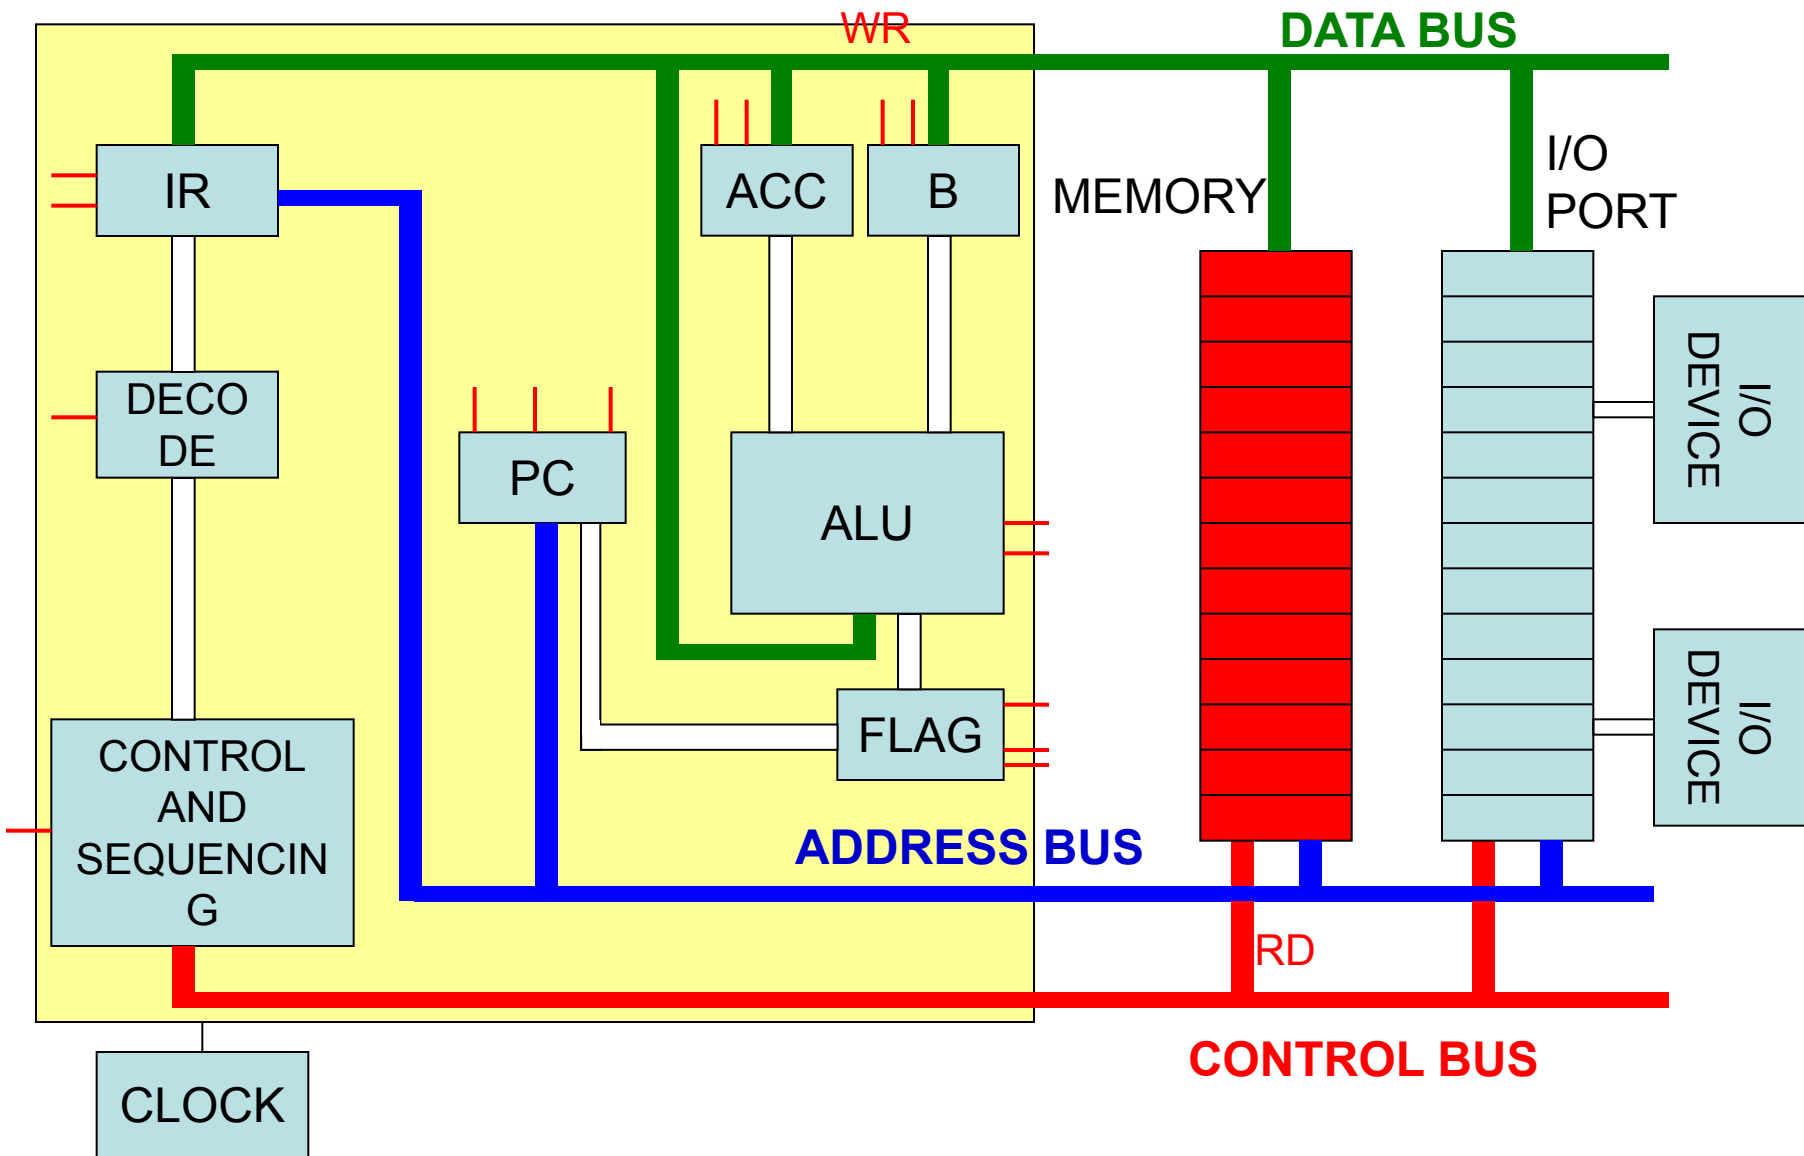 WR
DATA BUS
IR
ACC
B
MEMORY
I/O
PORT
DECO
DE
PC
ALU
I/O
DEVICE
I/O
DEVICE
FLAG
CONTROL
AND
SEQUENCIN
G
ADDRESS BUS
RD
CONTROL BUS
CLOCK